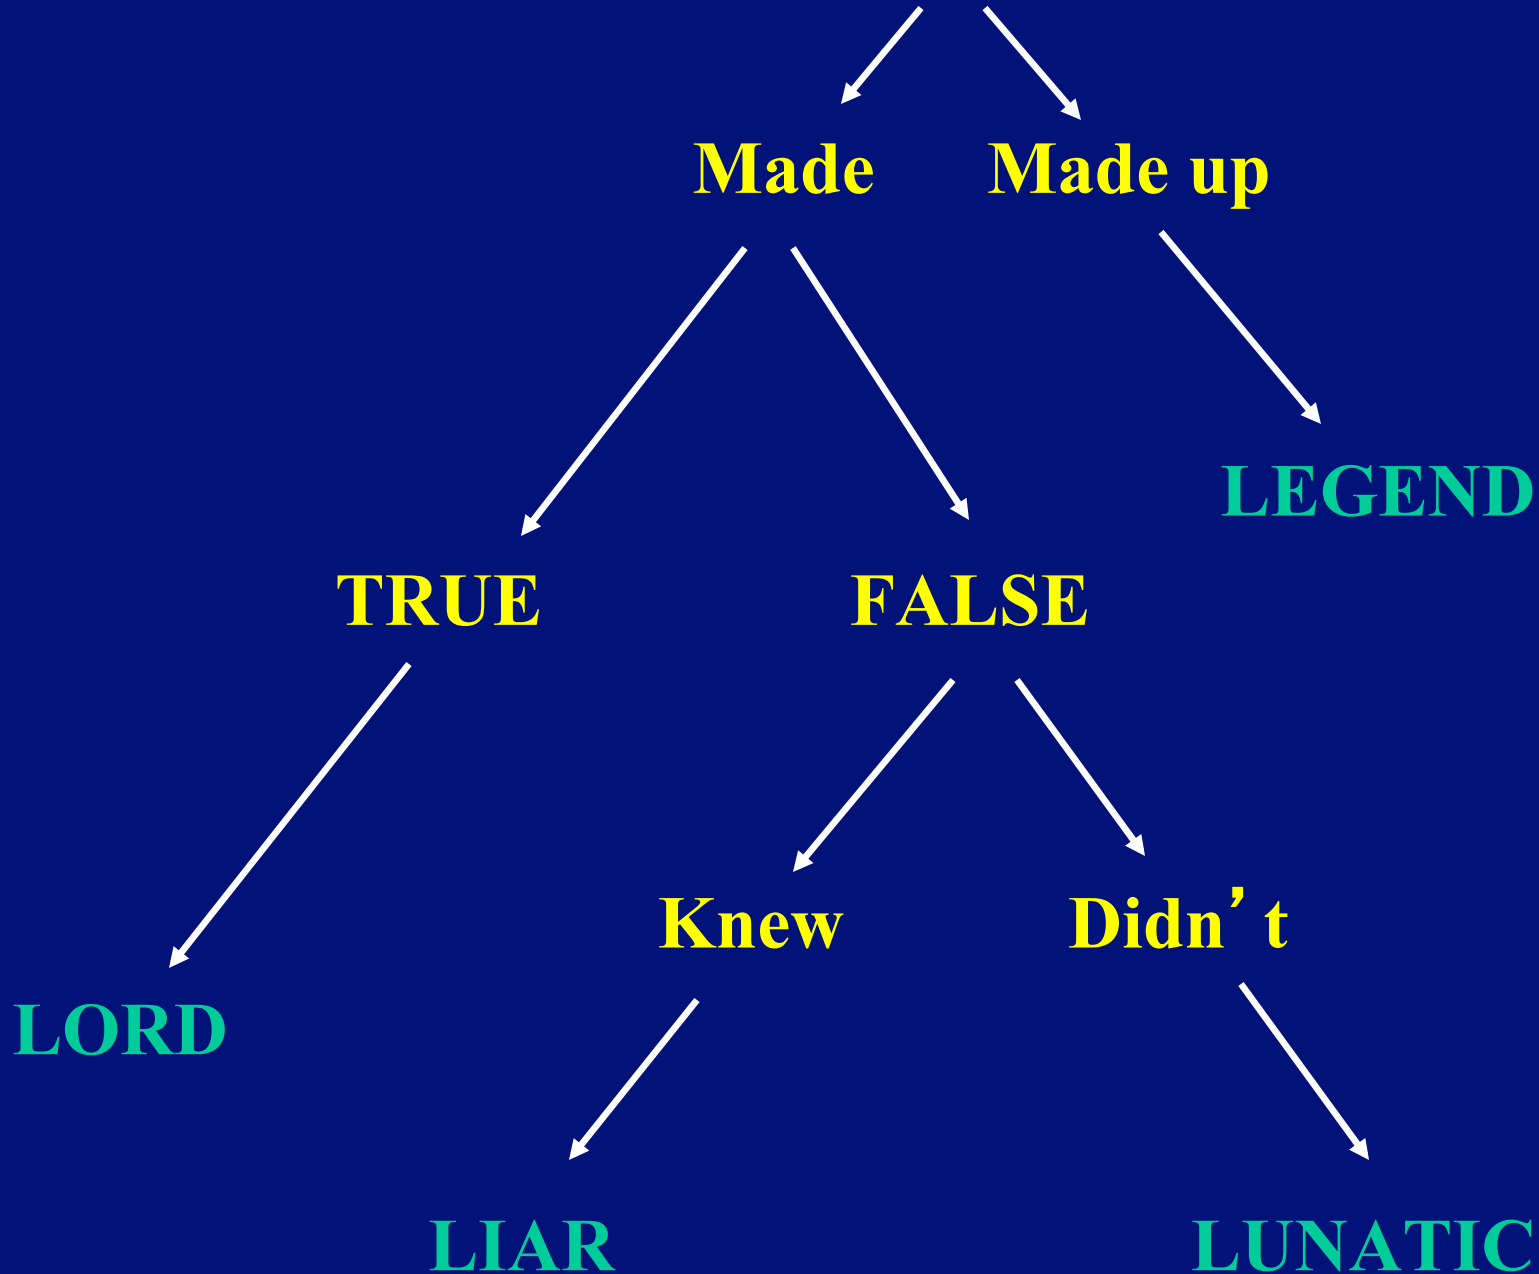 Made Made up
LEGEND
TRUE FALSE
Knew Didn’t
LORD
LIAR LUNATIC